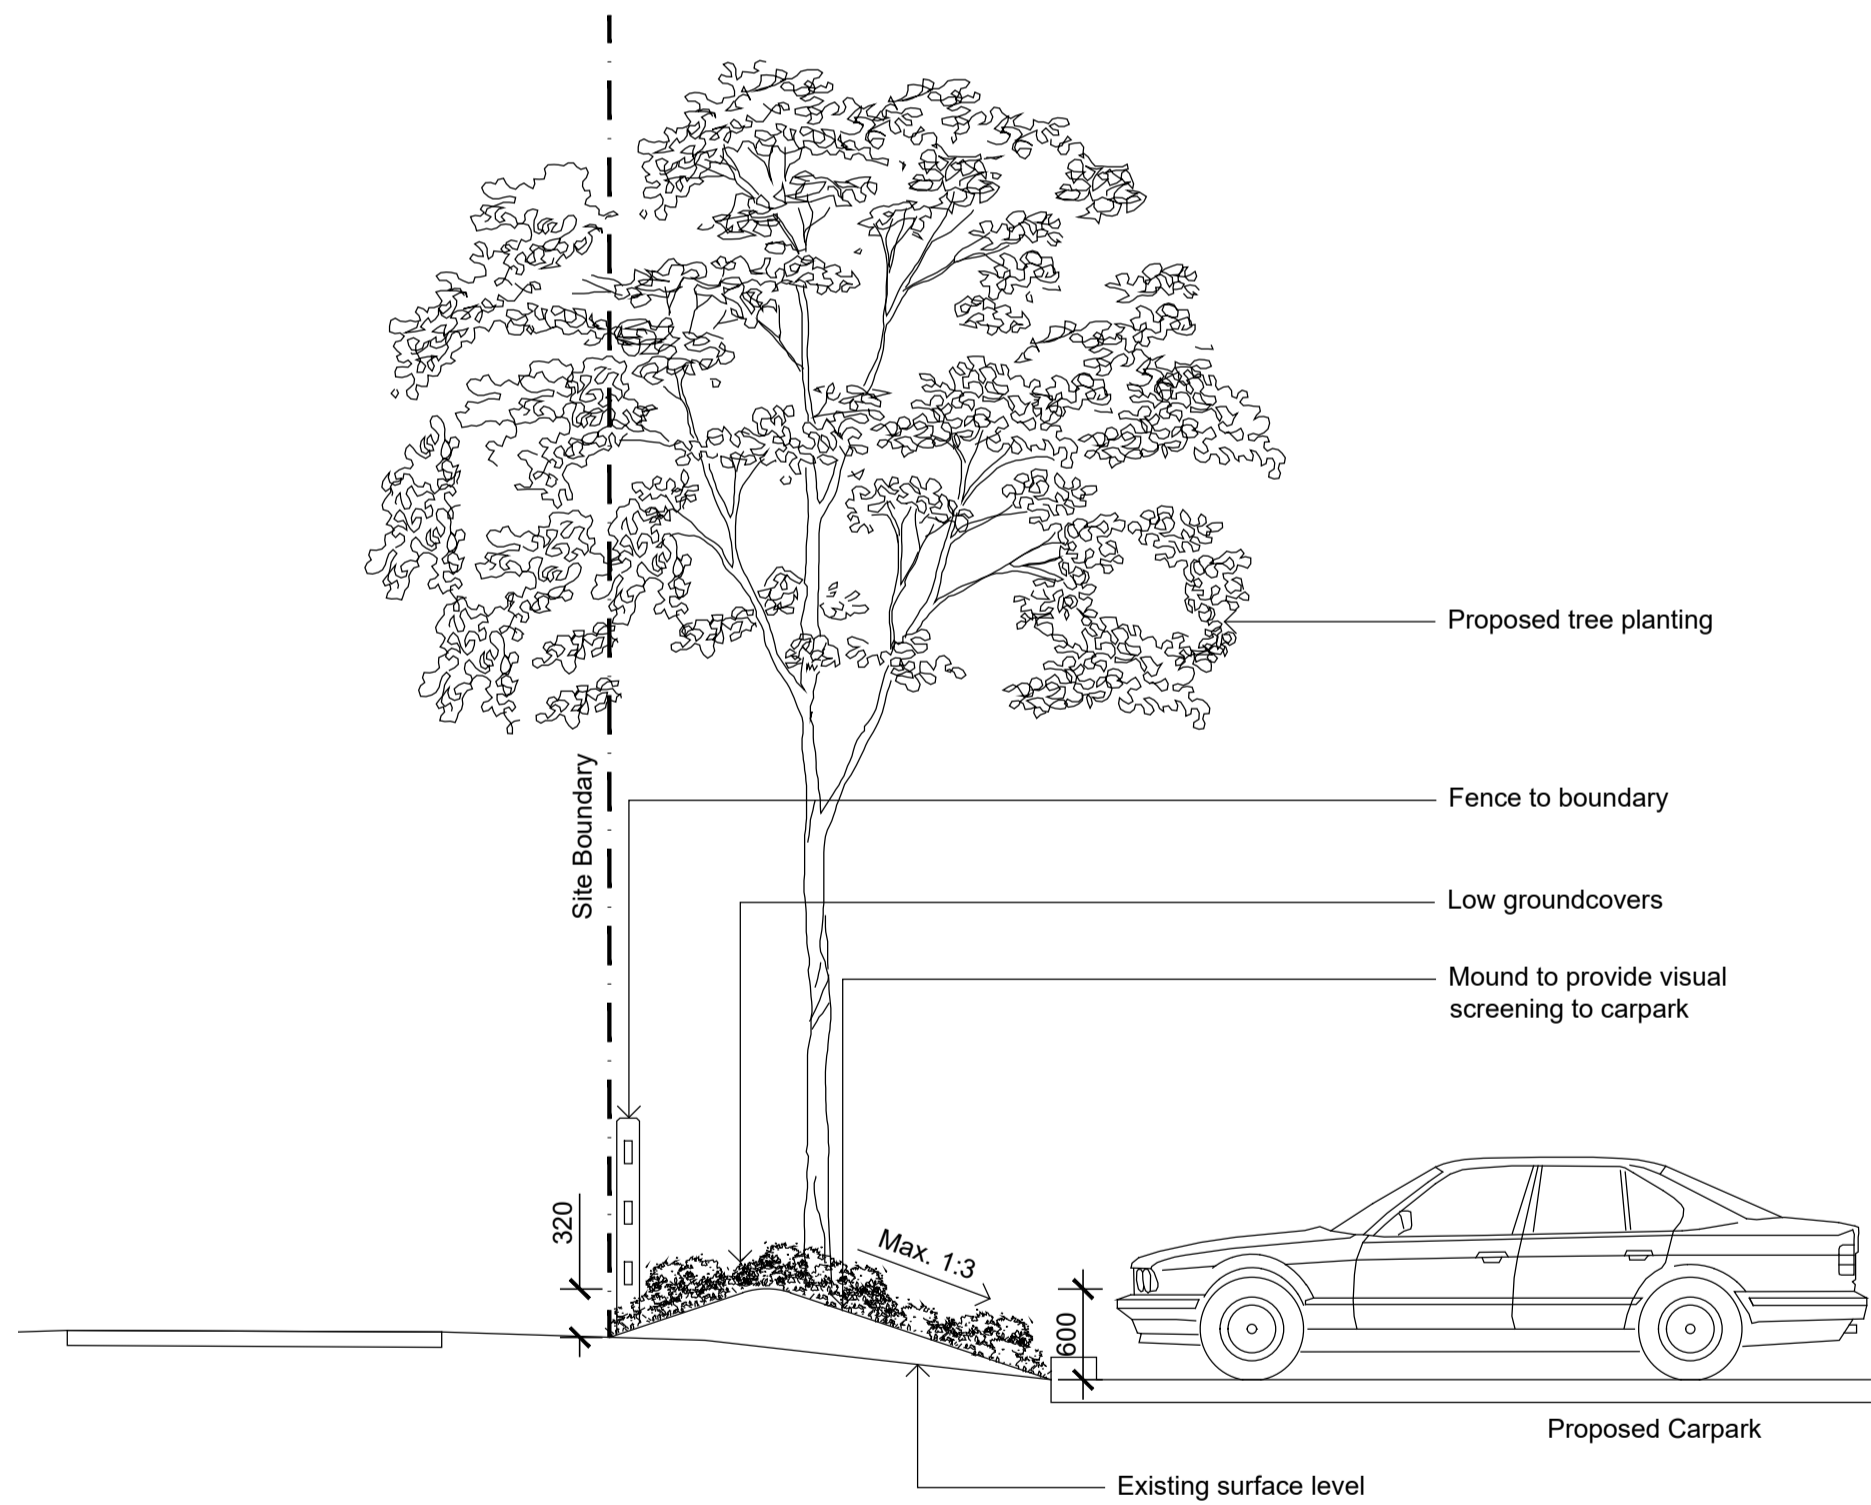 Proposed tree planting
Site Boundary
Fence to boundary
Low groundcovers
Mound to provide visual
screening to carpark
320
Max. 1:3
600
Proposed Carpark
Existing surface level